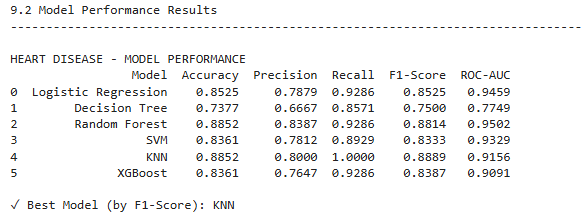 9.2 Model Performance Results
--------------------------------------------------------------------------------
HEART DISEASE - MODEL PERFORMANCE
Model Accuracy Precision Recall F1-Score ROC-AUC
0 Logistic Regression 0.8525 0.7879 0.9286 0.8525 0.9459
1 Decision Tree 0.7377 0.6667 0.8571 0.7500 0.7749
2 Random Forest 0.8852 0.8387 0.9286 0.8814 0.9502
3 SVM 0.8361 0.7812 0.8929 0.8333 0.9329
4 KNN 0.8852 0.8000 1.0000 0.8889 0.9156
5 XGBoost 0.8361 0.7647 0.9286 0.8387 0.9091
✓ Best Model (by F1-Score): KNN